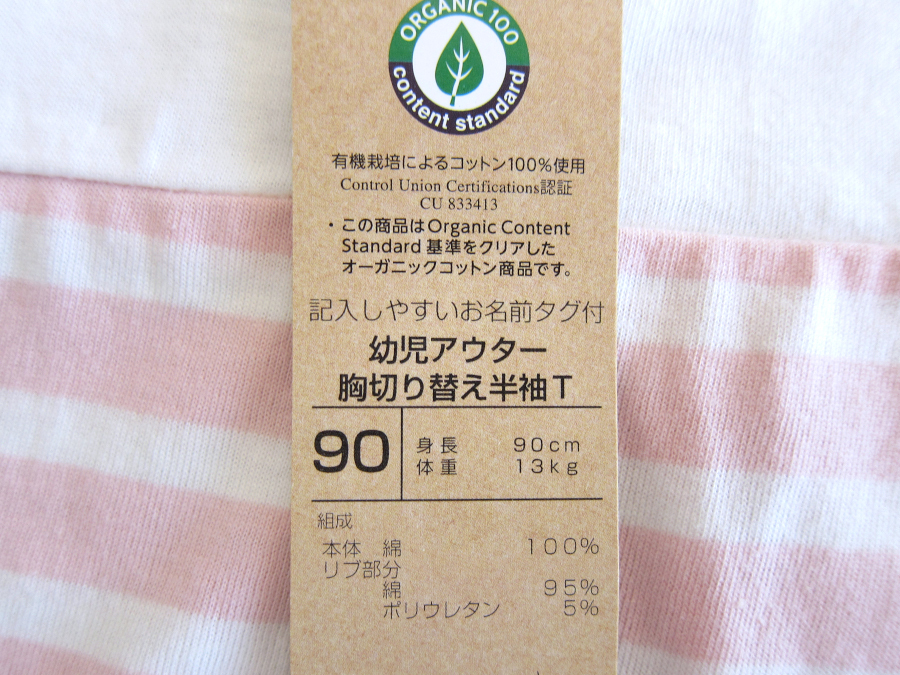 ORGANIC 100
content standard
有機栽培によるコットン100%使用
Control Union Certifications認証
CU 833413
・この商品はOrganic Content
Standard 基準をクリアした
オーガニックコットン商品です。
記入しやすいお名前タグ付
幼児アウター
胸切り替え半袖T
90
身長 90cm
体重 13kg
組成
本体 綿 100%
リブ部分
綿 95%
ポリウレタン 5%